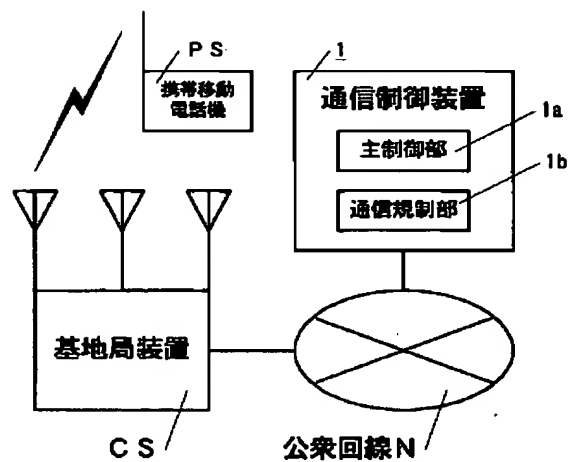 PS
携帯移動
電話機
1
通信制御装置
1a
主制御部
1b
通信規制部
基地局装置
CS
公衆回線N